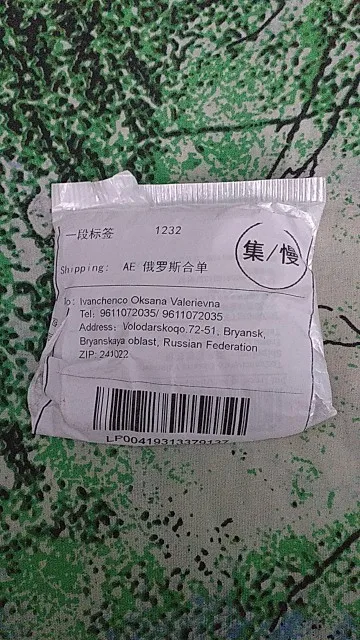 一段标签 1232
集/慢
Shipping: AE 俄罗斯合单
To: Ivanchenco Oksana Valerievna
Tel: 9611072035/ 9611072035
Address: Volodarskogo,72-51, Bryansk,
Bryanskaya oblast, Russian Federation
ZIP: 241022